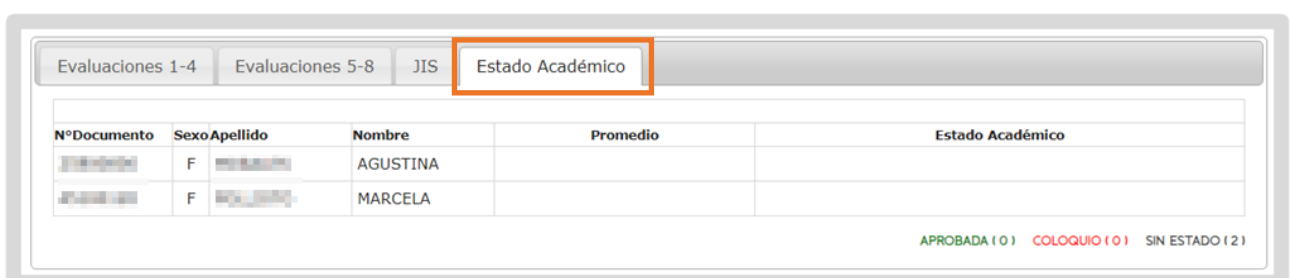 Evaluaciones 1-4 Evaluaciones 5-8 JIS Estado Académico
NºDocumento Sexo Apellido Nombre Promedio Estado Académico
F AGUSTINA
F MARCELA
APROBADA ( 0 ) COLOQUIO ( 0 ) SIN ESTADO ( 2 )